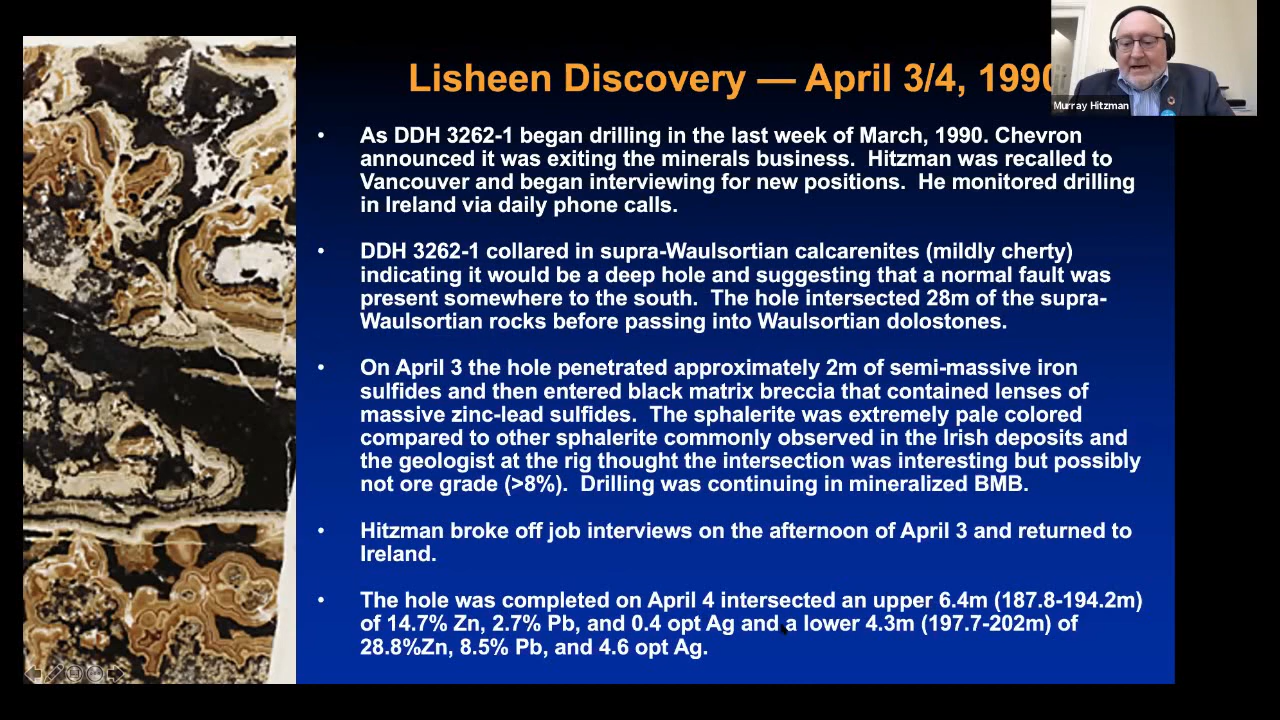 Lisheen Discovery — April 3/4, 1990
Murray Hitzman
• As DDH 3262-1 began drilling in the last week of March, 1990. Chevron
announced it was exiting the minerals business. Hitzman was recalled to
Vancouver and began interviewing for new positions. He monitored drilling
in Ireland via daily phone calls.
• DDH 3262-1 collared in supra-Waulsortian calcarenites (mildly cherty)
indicating it would be a deep hole and suggesting that a normal fault was
present somewhere to the south. The hole intersected 28m of the supra-
Waulsortian rocks before passing into Waulsortian dolostones.
• On April 3 the hole penetrated approximately 2m of semi-massive iron
sulfides and then entered black matrix breccia that contained lenses of
massive zinc-lead sulfides. The sphalerite was extremely pale colored
compared to other sphalerite commonly observed in the Irish deposits and
the geologist at the rig thought the intersection was interesting but possibly
not ore grade (>8%). Drilling was continuing in mineralized BMB.
• Hitzman broke off job interviews on the afternoon of April 3 and returned to
Ireland.
• The hole was completed on April 4 intersected an upper 6.4m (187.8-194.2m)
of 14.7% Zn, 2.7% Pb, and 0.4 opt Ag and a lower 4.3m (197.7-202m) of
28.8%Zn, 8.5% Pb, and 4.6 opt Ag.